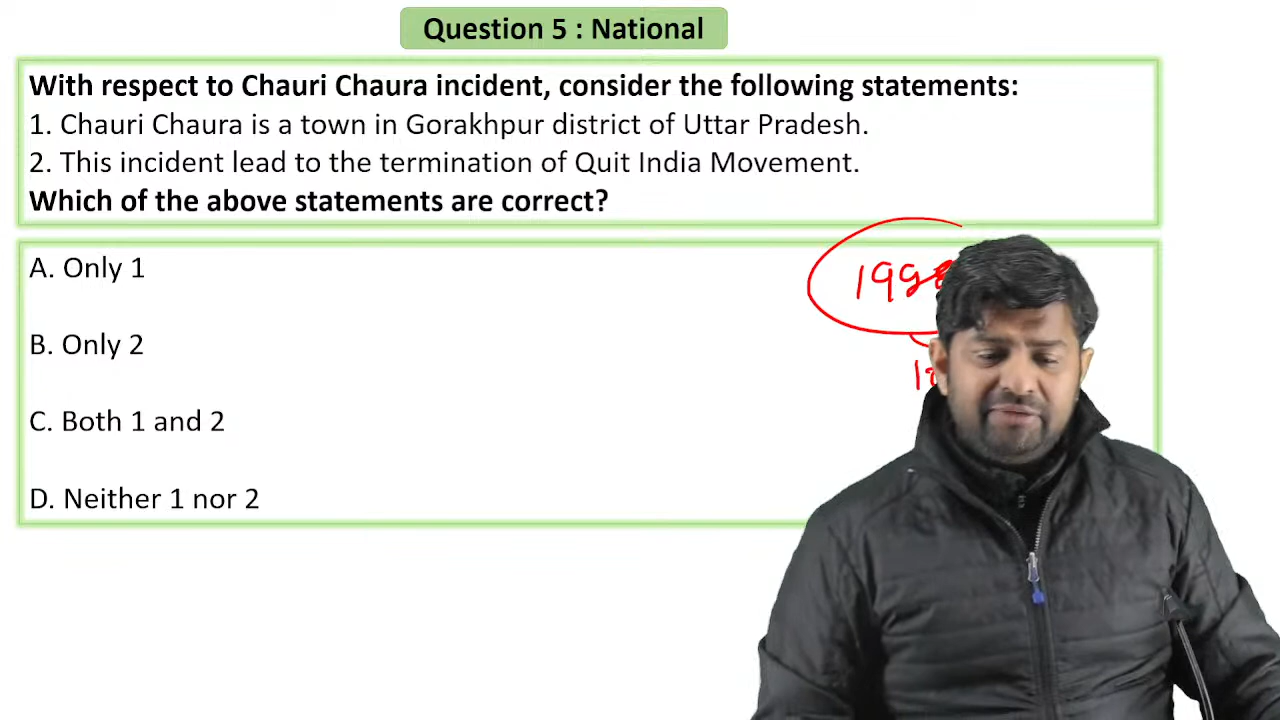 Question 5 : National
With respect to Chauri Chaura incident, consider the following statements:
1. Chauri Chaura is a town in Gorakhpur district of Uttar Pradesh.
2. This incident lead to the termination of Quit India Movement.
Which of the above statements are correct?
A. Only 1
B. Only 2
C. Both 1 and 2
D. Neither 1 nor 2